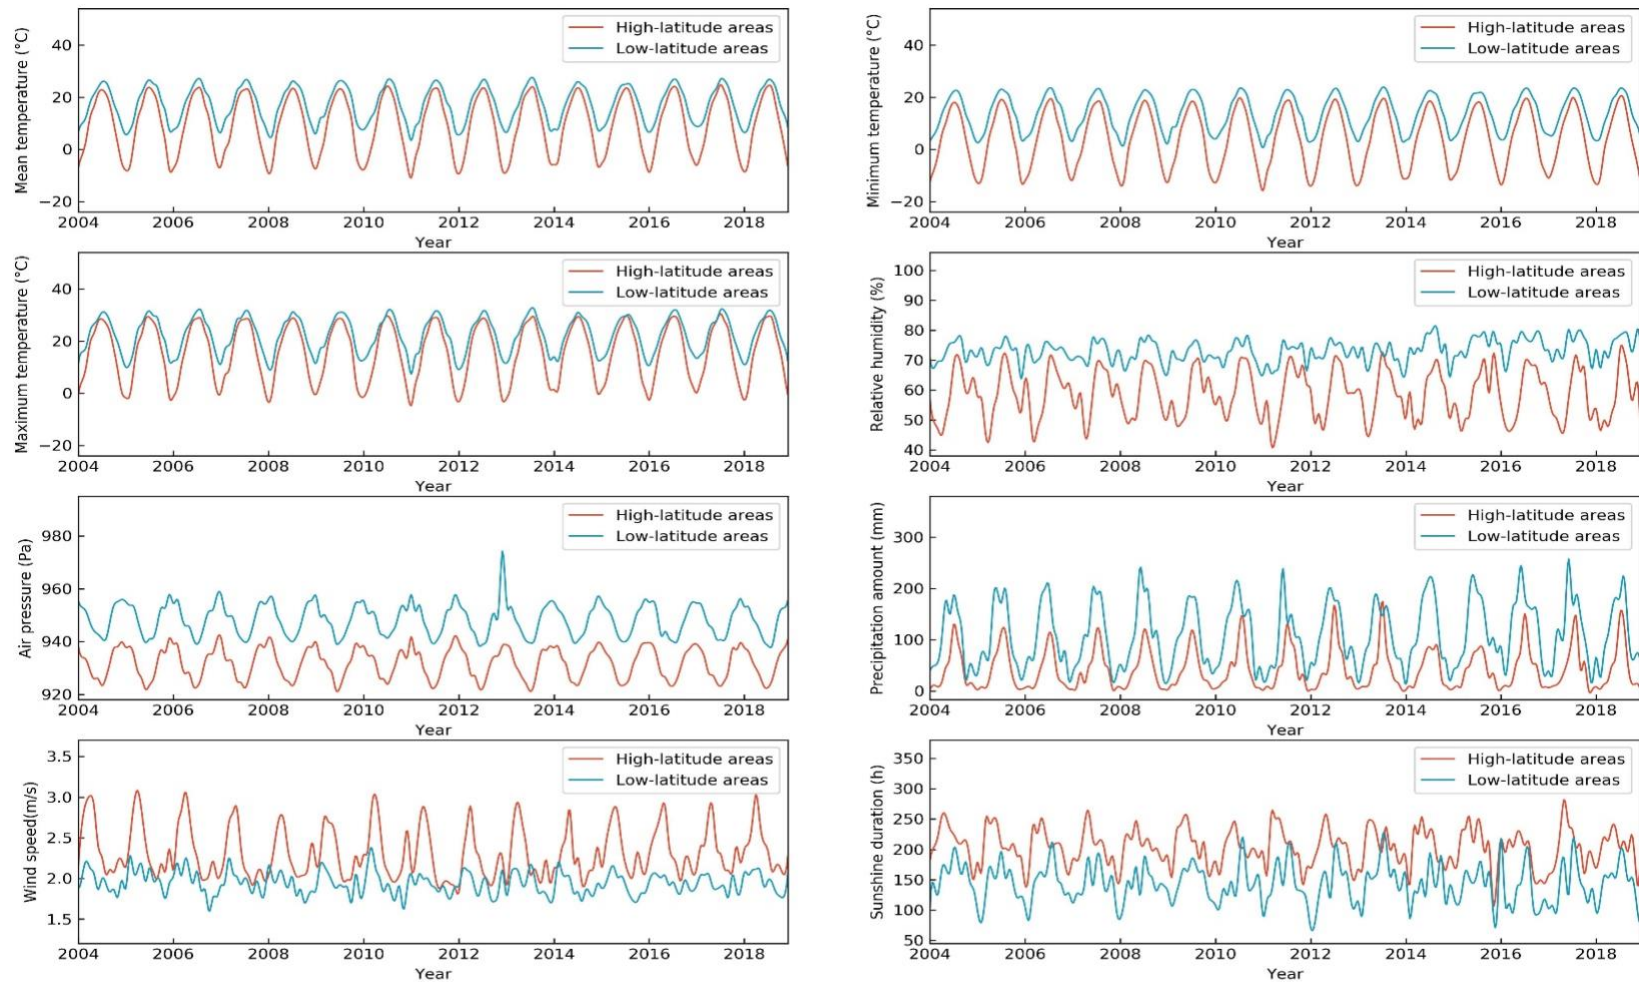 Mean temperature (°C)
40
20
0
−20
High-latitude areas
Low-latitude areas
2004 2006 2008 2010 2012 2014 2016 2018
Year
Minimum temperature (°C)
40
20
0
−20
High-latitude areas
Low-latitude areas
2004 2006 2008 2010 2012 2014 2016 2018
Year
Maximum temperature (°C)
40
20
0
−20
High-latitude areas
Low-latitude areas
2004 2006 2008 2010 2012 2014 2016 2018
Year
Relative humidity (%)
100
90
80
70
60
50
40
High-latitude areas
Low-latitude areas
2004 2006 2008 2010 2012 2014 2016 2018
Year
Air pressure (Pa)
980
960
940
920
High-latitude areas
Low-latitude areas
2004 2006 2008 2010 2012 2014 2016 2018
Year
Precipitation amount (mm)
300
200
100
0
High-latitude areas
Low-latitude areas
2004 2006 2008 2010 2012 2014 2016 2018
Year
Wind speed(m/s)
3.5
3.0
2.5
2.0
1.5
High-latitude areas
Low-latitude areas
2004 2006 2008 2010 2012 2014 2016 2018
Year
Sunshine duration (h)
350
300
250
200
150
100
50
High-latitude areas
Low-latitude areas
2004 2006 2008 2010 2012 2014 2016 2018
Year